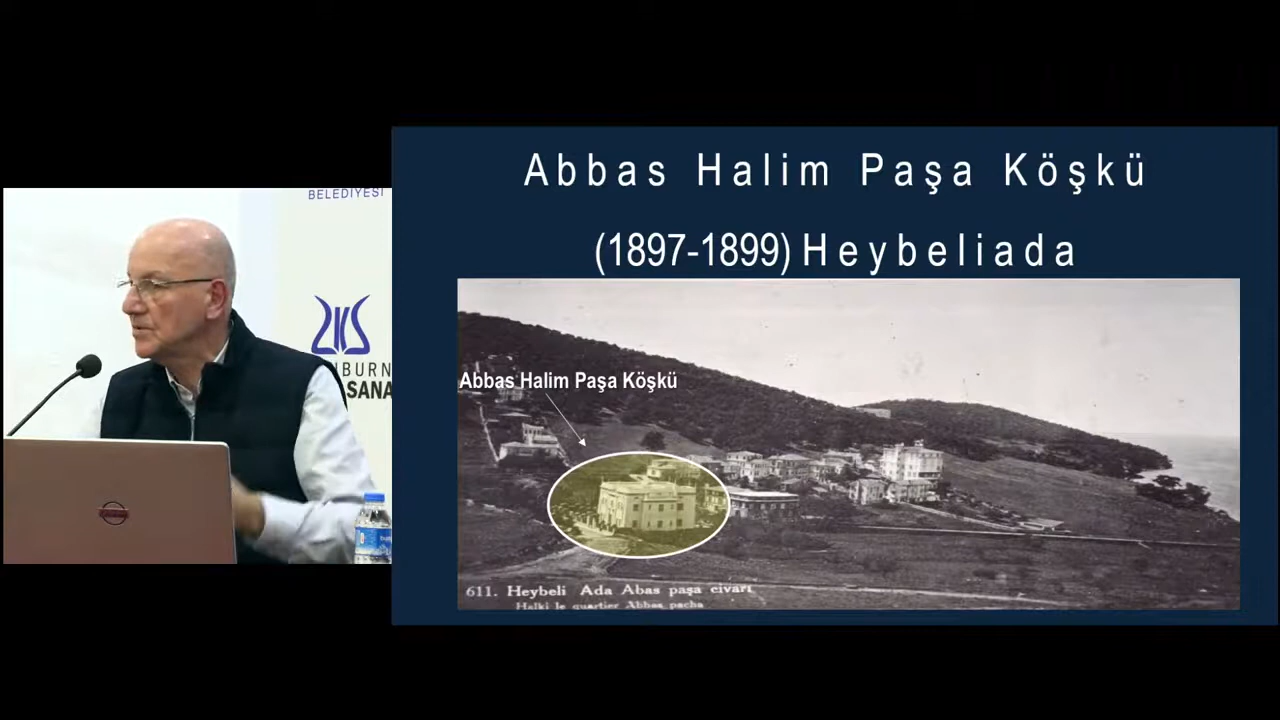 BELEDİYESİ
SANA
Abbas Halim Paşa Köşkü
(1897-1899) Heybeliada
Abbas Halim Paşa Köşkü
611. Heybeli Ada Abas paşa civarı
Halki le quartier Abbas pacha